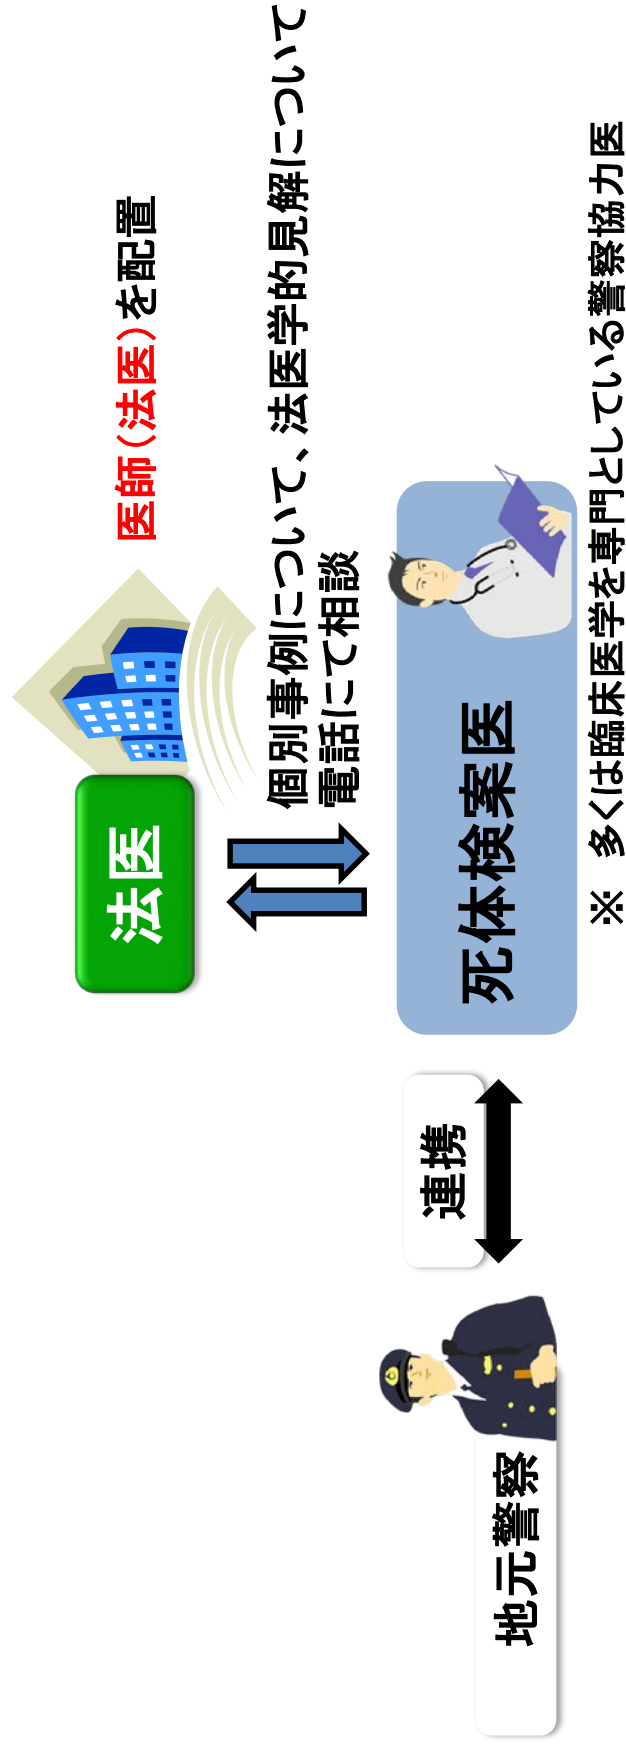 医師（法医）を配置
法医
個別事例について、法医学的見解について
電話にて相談
死体検案医
連携
地元警察
※　多くは臨床医学を専門としている警察協力医